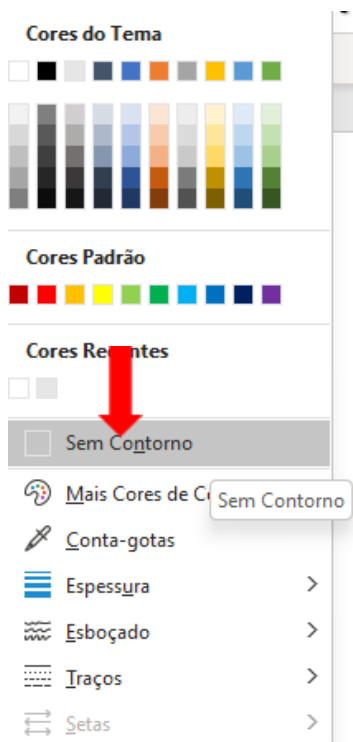 Cores do Tema
Cores Padrão
Cores Recentes
Sem Contorno
Mais Cores de C
Sem Contorno
Conta-gotas
Espessura
Esboçado
Traços
Setas